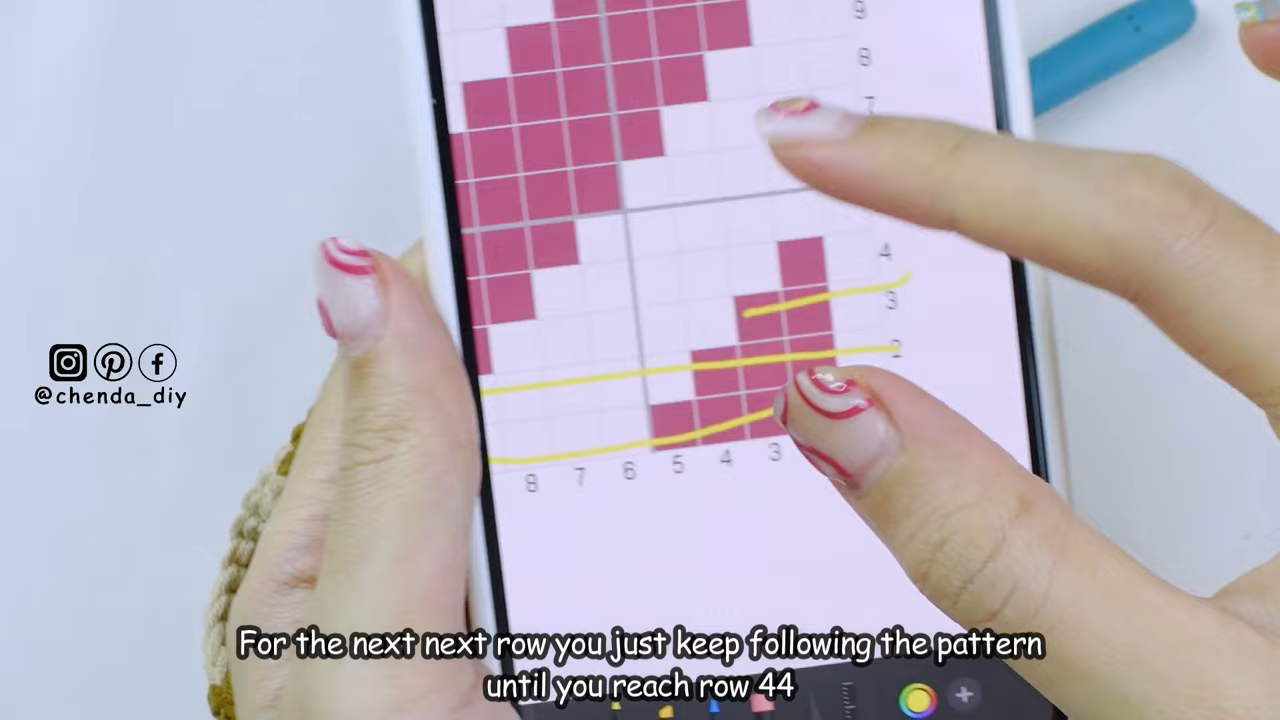 9
8
7
4
3
2
8 7 6 5 4 3
@chenda_diy
For the next next row you just keep following the pattern
until you reach row 44